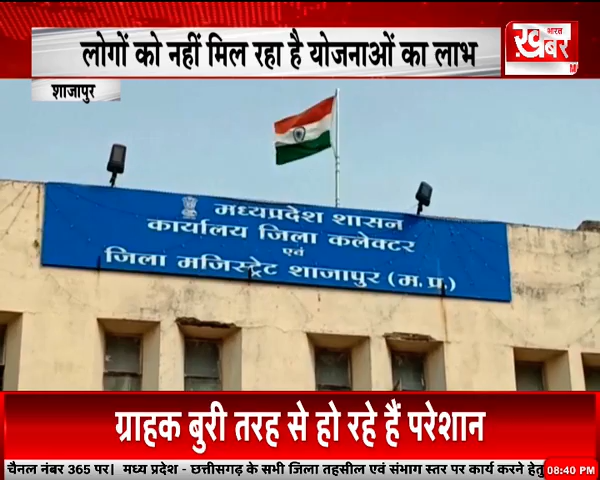 लोगों को नहीं मिल रहा है योजनाओं का लाभ
भारत
ख़बर
शाजापुर
मध्यप्रदेश शासन
कार्यालय जिला कलेक्टर
एवं
जिला मजिस्ट्रेट शाजापुर (म.प्र.)
ग्राहक बुरी तरह से हो रहे हैं परेशान
चैनल नंबर 365 पर| मध्य प्रदेश - छत्तीसगढ़ के सभी जिला तहसील एवं संभाग स्तर पर कार्य करने हेतु
08:40 PM